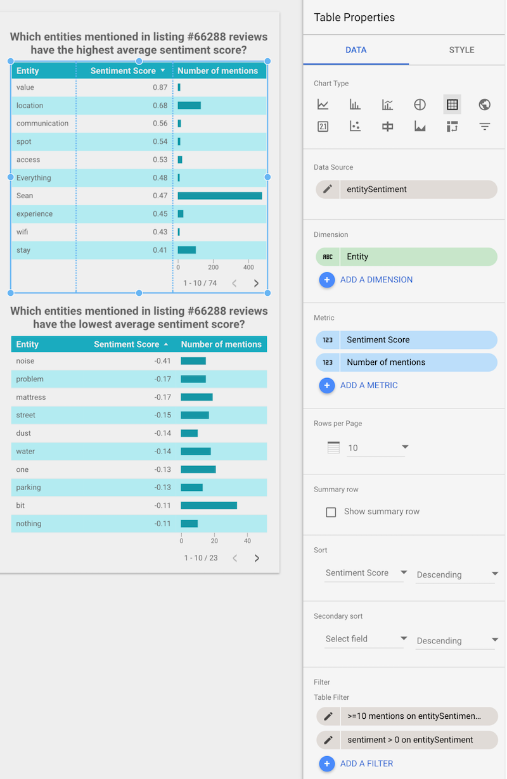 Which entities mentioned in listing #66288 reviews
have the highest average sentiment score?
Entity Sentiment Score Number of mentions
value 0.87
location 0.68
communication 0.56
spot 0.54
access 0.53
Everything 0.48
Sean 0.47
experience 0.45
wifi 0.43
stay 0.41
0 200 400
1 - 10 / 74
Which entities mentioned in listing #66288 reviews
have the lowest average sentiment score?
Entity Sentiment Score Number of mentions
noise -0.41
problem -0.17
mattress -0.17
street -0.15
dust -0.14
water -0.14
one -0.13
parking -0.13
bit -0.11
nothing -0.11
0 20 40
1 - 10 / 23
Table Properties
DATA STYLE
Chart Type
21
Data Source
entitySentiment
Dimension
ABC Entity
ADD A DIMENSION
Metric
123 Sentiment Score
123 Number of mentions
ADD A METRIC
Rows per Page
10
Summary row
Show summary row
Sort
Sentiment Score Descending
Secondary sort
Select field Descending
Filter
Table Filter
>=10 mentions on entitySentimen...
sentiment > 0 on entitySentiment
ADD A FILTER